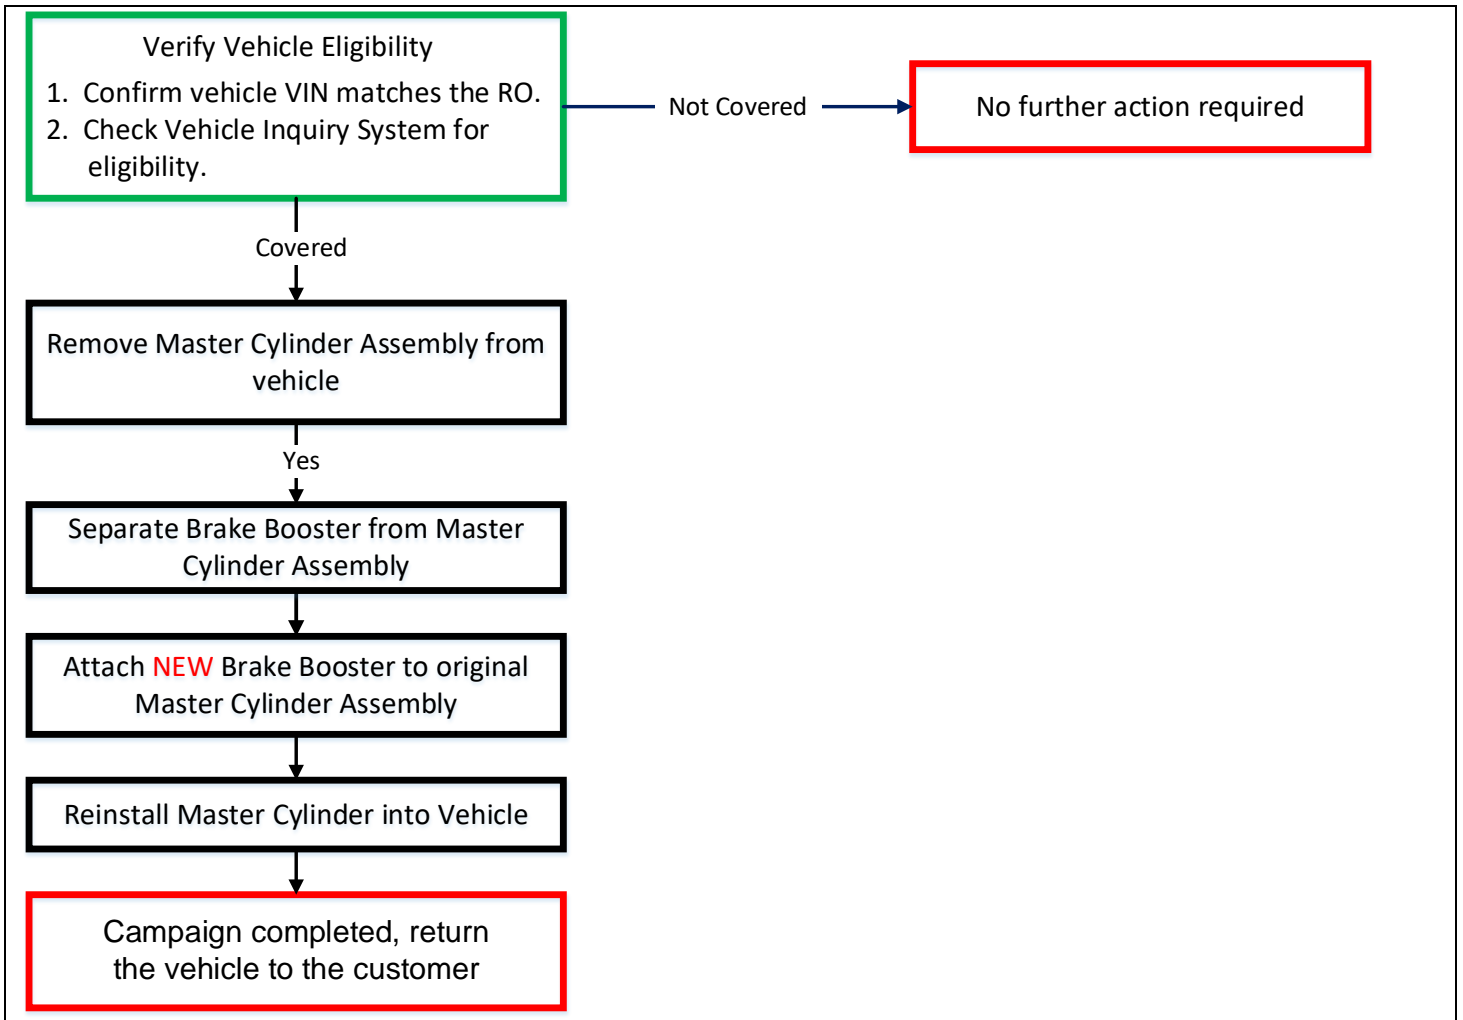 Verify Vehicle Eligibility
1. Confirm vehicle VIN matches the RO.
2. Check Vehicle Inquiry System for
eligibility.
Not Covered
No further action required
Covered
Remove Master Cylinder Assembly from
vehicle
Yes
Separate Brake Booster from Master
Cylinder Assembly
Attach NEW Brake Booster to original
Master Cylinder Assembly
Reinstall Master Cylinder into Vehicle
Campaign completed, return
the vehicle to the customer